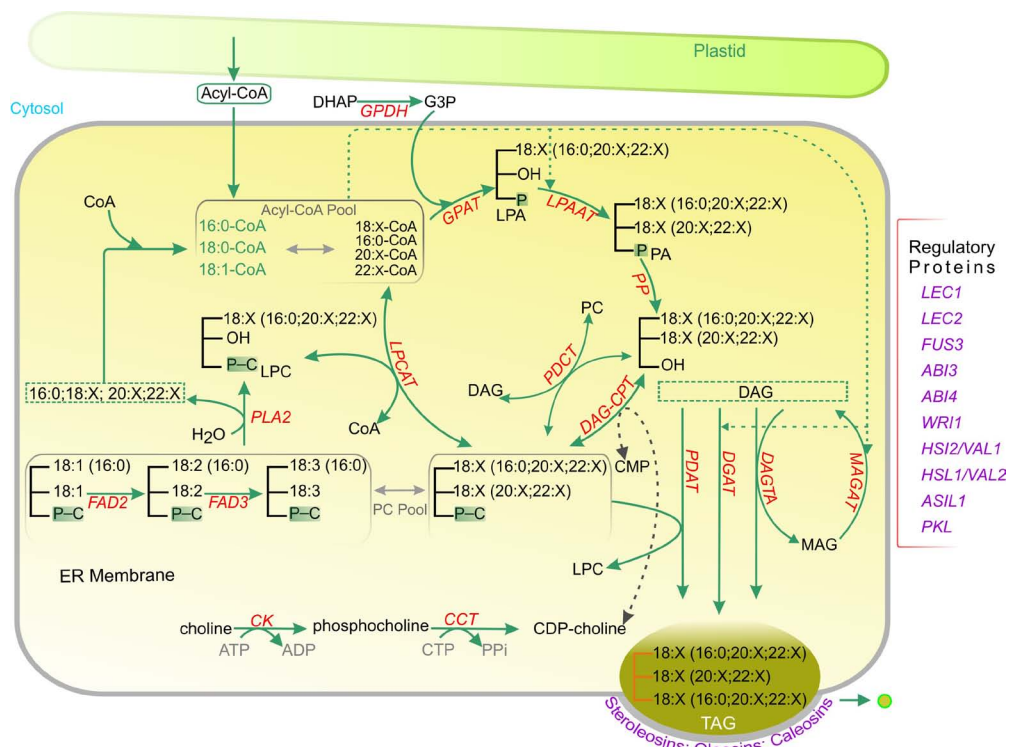 Plastid
Acyl-CoA
Cytosol
DHAP
GPDH
G3P
18:X (16:0;20:X;22:X)
OH
P
LPA
GPAT
LPAAT
CoA
Acyl-CoA Pool
16:0-CoA
18:0-CoA
18:1-CoA
18:X-CoA
16:0-CoA
20:X-CoA
22:X-CoA
18:X (16:0;20:X;22:X)
18:X (20:X;22:X)
P PA
PP
Regulatory
Proteins
LEC1
LEC2
FUS3
ABI3
ABI4
WRI1
HSI2/VAL1
HSL1/VAL2
ASIL1
PKL
18:X (16:0;20:X;22:X)
OH
P–C LPC
LPCAT
PC
PDCT
DAG
18:X (16:0;20:X;22:X)
18:X (20:X;22:X)
OH
DAG-CPT
DAG
16:0;18:X; 20:X;22:X
H2O
PLA2
CoA
CMP
PDAT
DGAT
DAGTA
MAGAT
MAG
18:1 (16:0)
18:1
P–C
FAD2
18:2 (16:0)
18:2
P–C
FAD3
18:3 (16:0)
18:3
P–C
PC Pool
18:X (16:0;20:X;22:X)
18:X (20:X;22:X)
P–C
LPC
ER Membrane
choline
CK
phosphocholine
CCT
CDP-choline
ATP
ADP
CTP
PPi
18:X (16:0;20:X;22:X)
18:X (20:X;22:X)
18:X (16:0;20:X;22:X)
TAG
Steroleosins; Oleosins; Caleosins